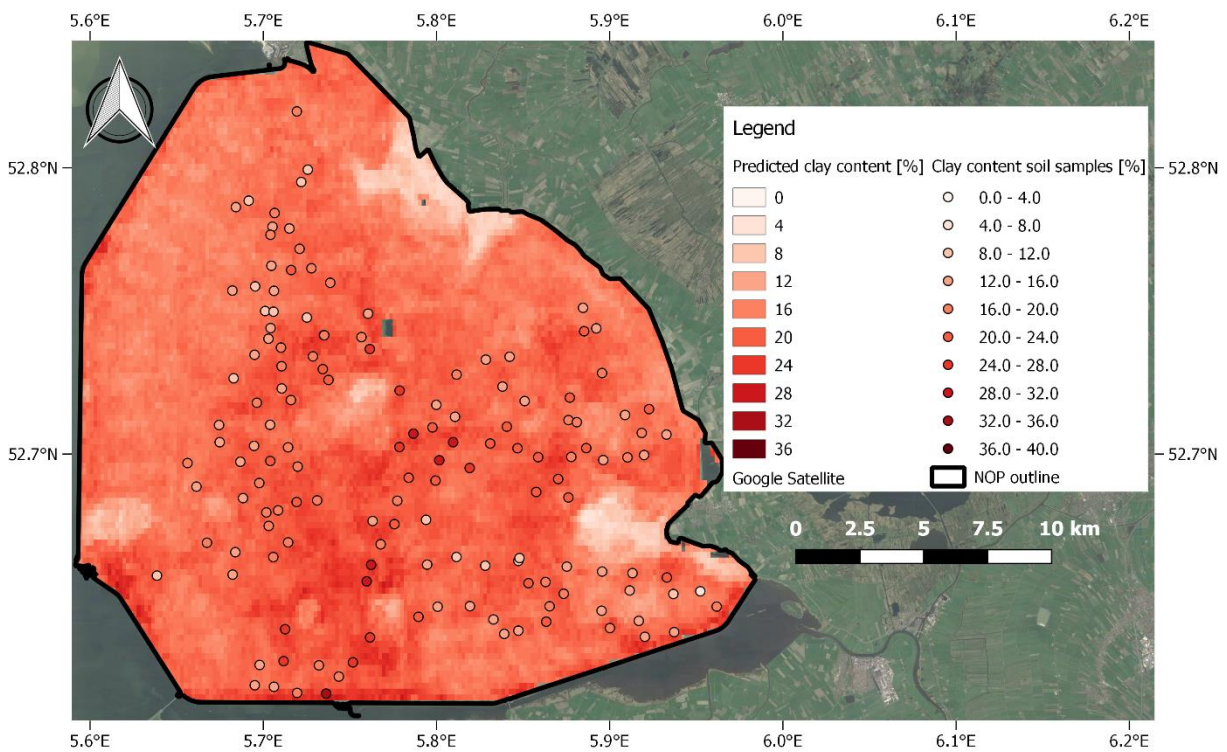 5.6°E 5.7°E 5.8°E 5.9°E 6.0°E 6.1°E 6.2°E
52.8°N 52.8°N
52.7°N 52.7°N
Legend
Predicted clay content [%] Clay content soil samples [%]
0 0.0 - 4.0
4 4.0 - 8.0
8 8.0 - 12.0
12 12.0 - 16.0
16 16.0 - 20.0
20 20.0 - 24.0
24 24.0 - 28.0
28 28.0 - 32.0
32 32.0 - 36.0
36 36.0 - 40.0
Google Satellite NOP outline
0 2.5 5 7.5 10 km
5.6°E 5.7°E 5.8°E 5.9°E 6.0°E 6.1°E 6.2°E